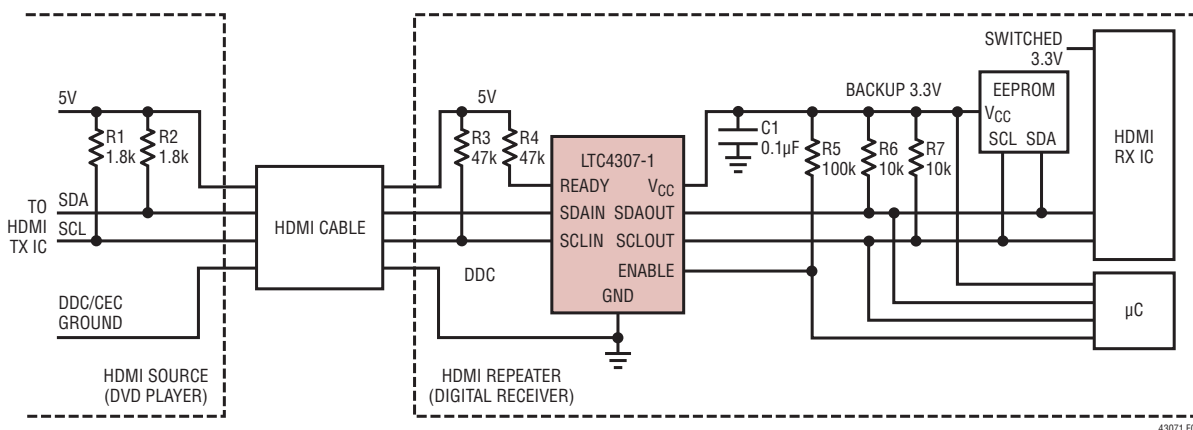 5V
R1
1.8k
R2
1.8k
TO
HDMI
TX IC
SDA
SCL
DDC/CEC
GROUND
HDMI SOURCE
(DVD PLAYER)
HDMI CABLE
5V
R3
47k
R4
47k
DDC
LTC4307-1
READY
VCC
SDAIN
SDAOUT
SCLIN
SCLOUT
ENABLE
GND
HDMI REPEATER
(DIGITAL RECEIVER)
C1
0.1µF
BACKUP 3.3V
R5
100k
R6
10k
R7
10k
SWITCHED
3.3V
EEPROM
VCC
SCL SDA
HDMI
RX IC
µC